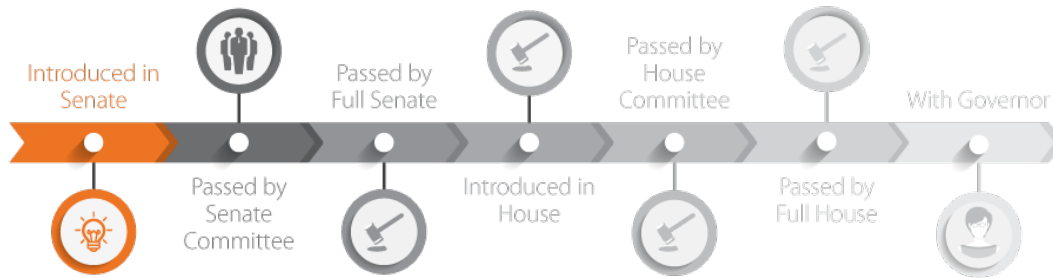 Introduced in
Senate
Passed by
Senate
Committee
Passed by
Full Senate
Introduced in
House
Passed by
House
Committee
Passed by
Full House
With Governor